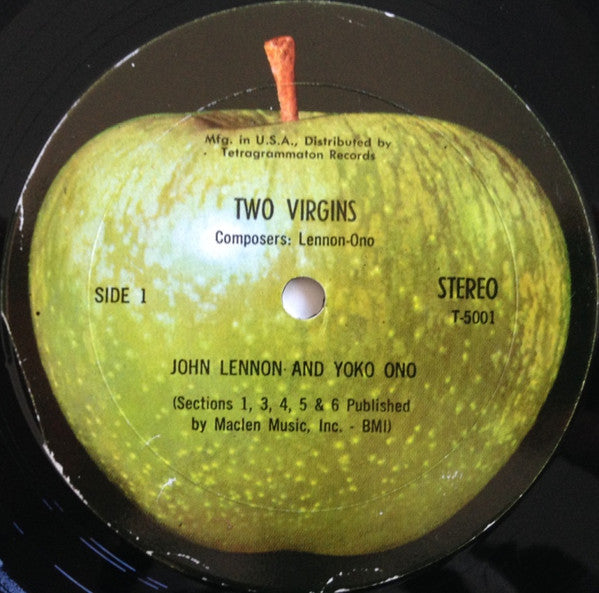 Mfg. in U.S.A., Distributed by
Tetragrammaton Records
TWO VIRGINS
Composers: Lennon-Ono
SIDE 1
STEREO
T-5001
JOHN LENNON AND YOKO ONO
(Sections 1, 3, 4, 5 & 6 Published
by Maclen Music, Inc. - BMI)